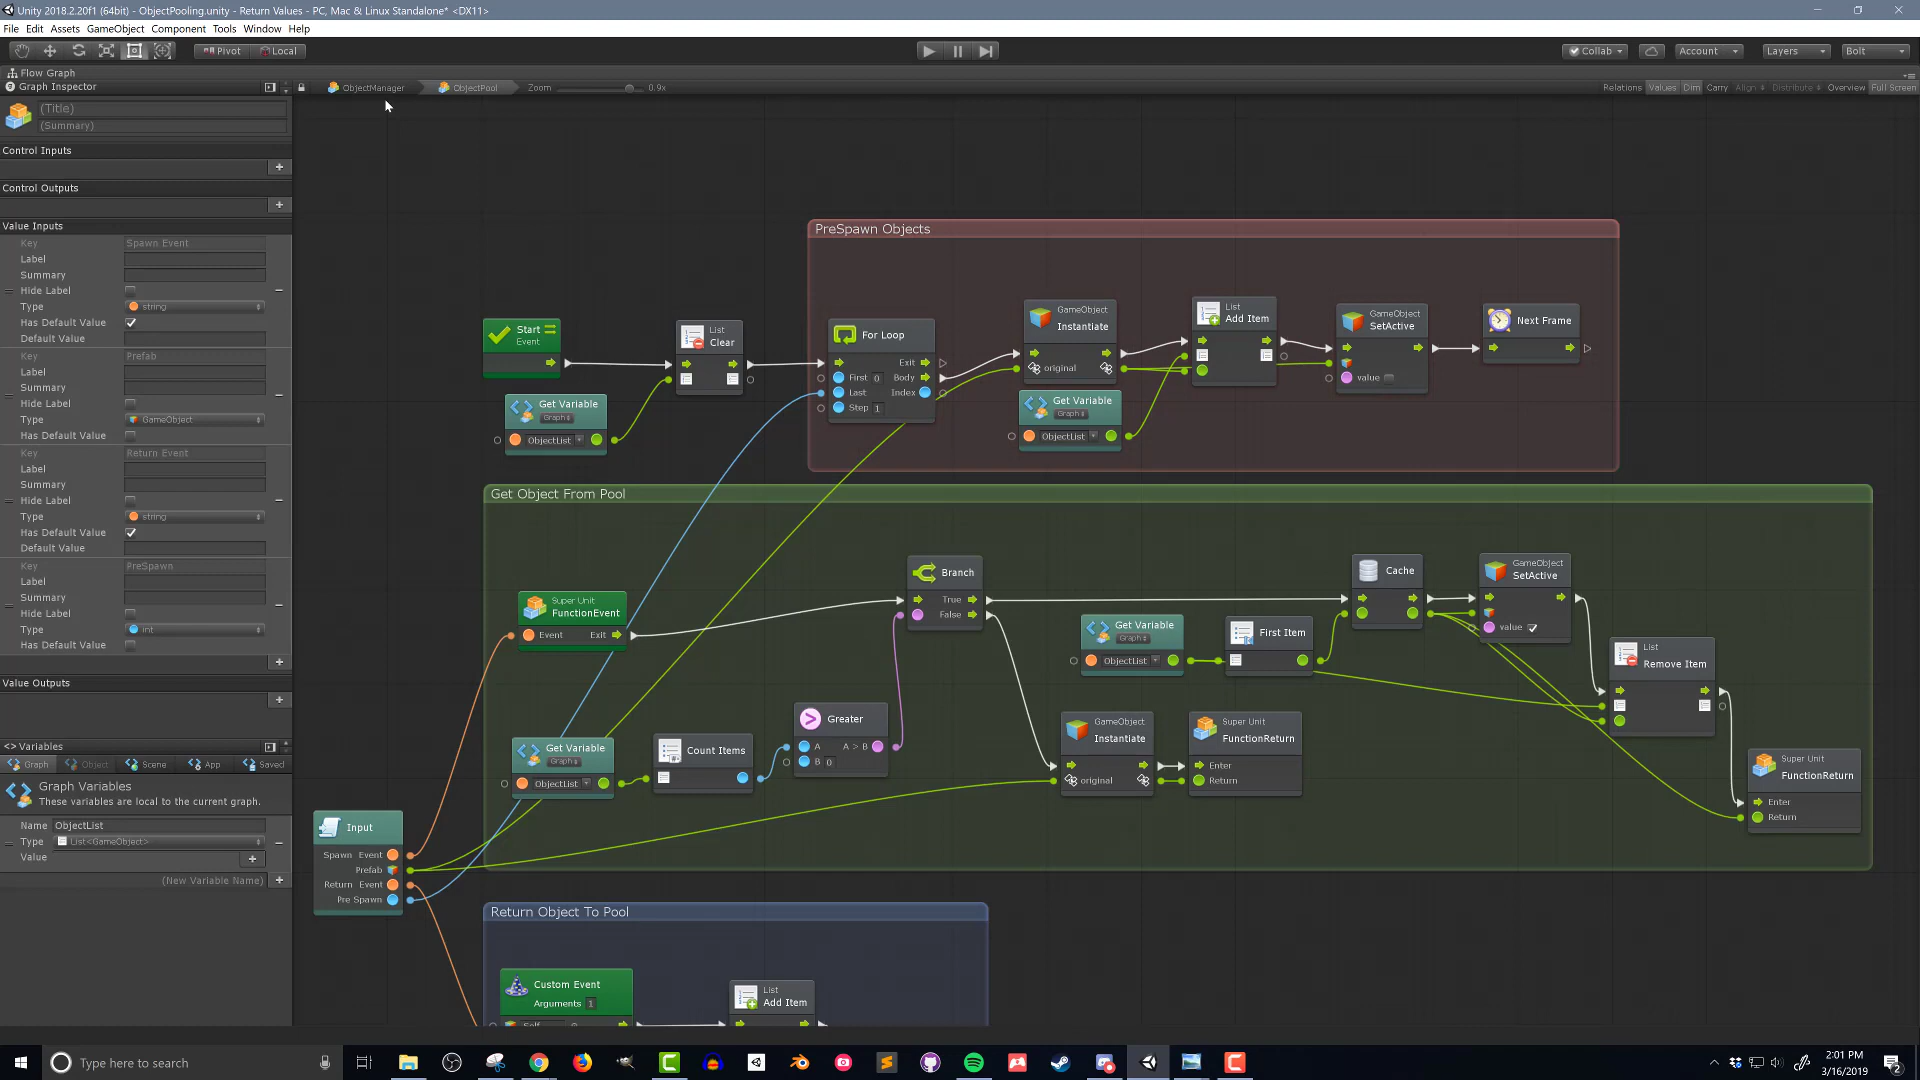 Unity 2018.2.20f1 (64bit) - ObjectPooling.unity - Return Values - PC, Mac & Linux Standalone* <DX11>
File Edit Assets GameObject Component Tools Window Help
Pivot Local Collab Account Layers Bolt
Flow Graph
Graph Inspector ObjectManager ObjectPool Zoom 0.9x Relations Values Dim Carry Align Distribute Overview Full Screen
(Title)
(Summary)
Control Inputs
Control Outputs
Value Inputs
Key Spawn Event
Label
Summary
Hide Label
Type string
Has Default Value
Default Value
Key Prefab
Label
Summary
Hide Label
Type GameObject
Has Default Value
Key Return Event
Label
Summary
Hide Label
Type string
Has Default Value
Default Value
Key PreSpawn
Label
Summary
Hide Label
Type int
Has Default Value
Value Outputs
Variables
Graph Object Scene App Saved
Graph Variables
These variables are local to the current graph.
Name ObjectList
Type List<GameObject>
Value
(New Variable Name)
PreSpawn Objects
Start
Event
List
Clear
Get Variable
Graph
ObjectList
For Loop
Exit
First 0 Body
Last Index
Step 1
GameObject
Instantiate
original
Get Variable
Graph
ObjectList
List
Add Item
GameObject
SetActive
value
Next Frame
Get Object From Pool
Super Unit
FunctionEvent
Event Exit
Branch
True
False
Get Variable
Graph
ObjectList
First Item
Cache
GameObject
SetActive
value
List
Remove Item
Get Variable
Graph
ObjectList
Count Items
Greater
A A > B
B 0
GameObject
Instantiate
original
Super Unit
FunctionReturn
Enter
Return
Super Unit
FunctionReturn
Enter
Return
Input
Spawn Event
Prefab
Return Event
Pre Spawn
Return Object To Pool
Custom Event
Arguments 1
Self
List
Add Item
Type here to search
2:01 PM
3/16/2019
2